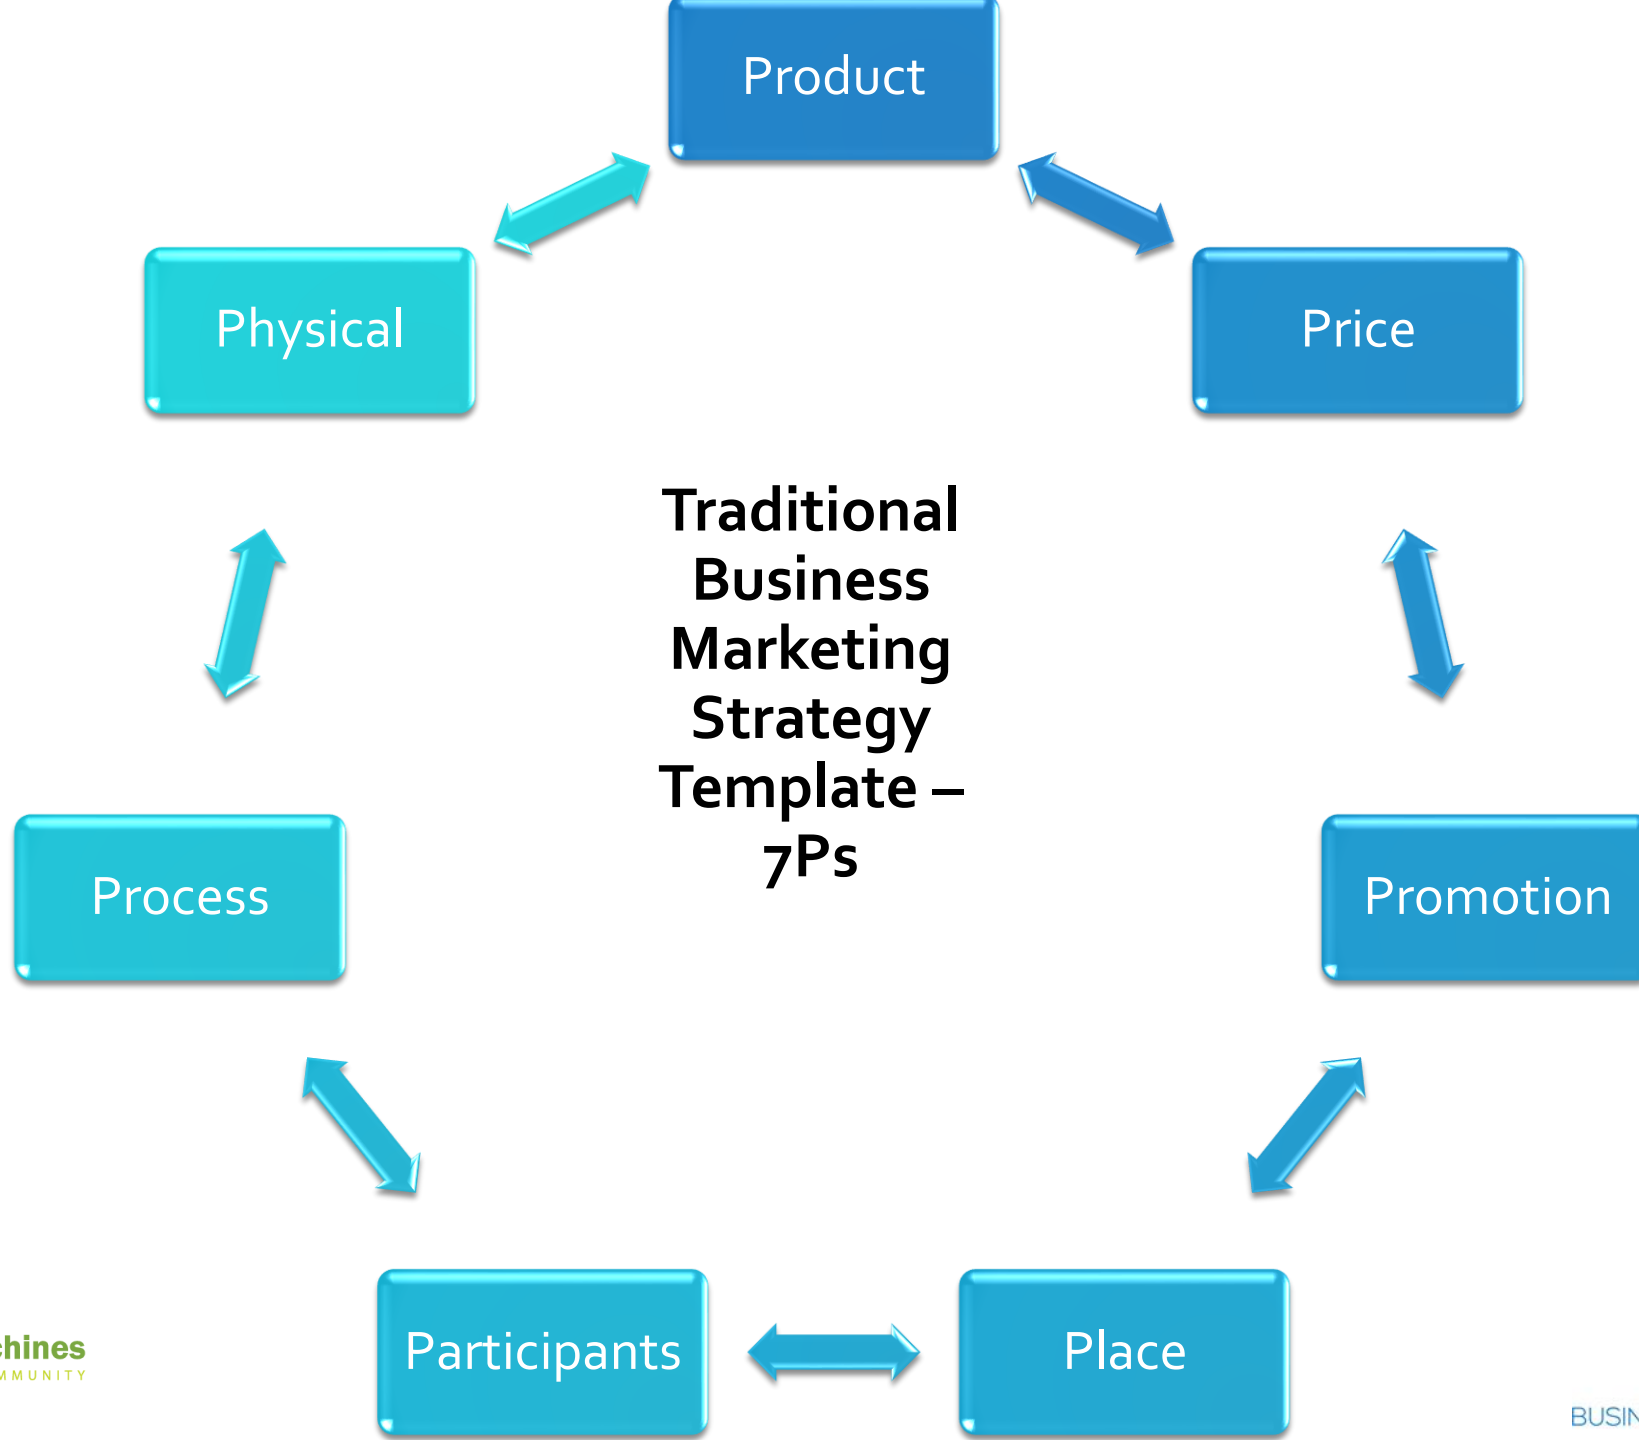 Product
Physical
Price
Traditional
Business
Marketing
Strategy
Template –
7Ps
Process
Promotion
Participants
Place